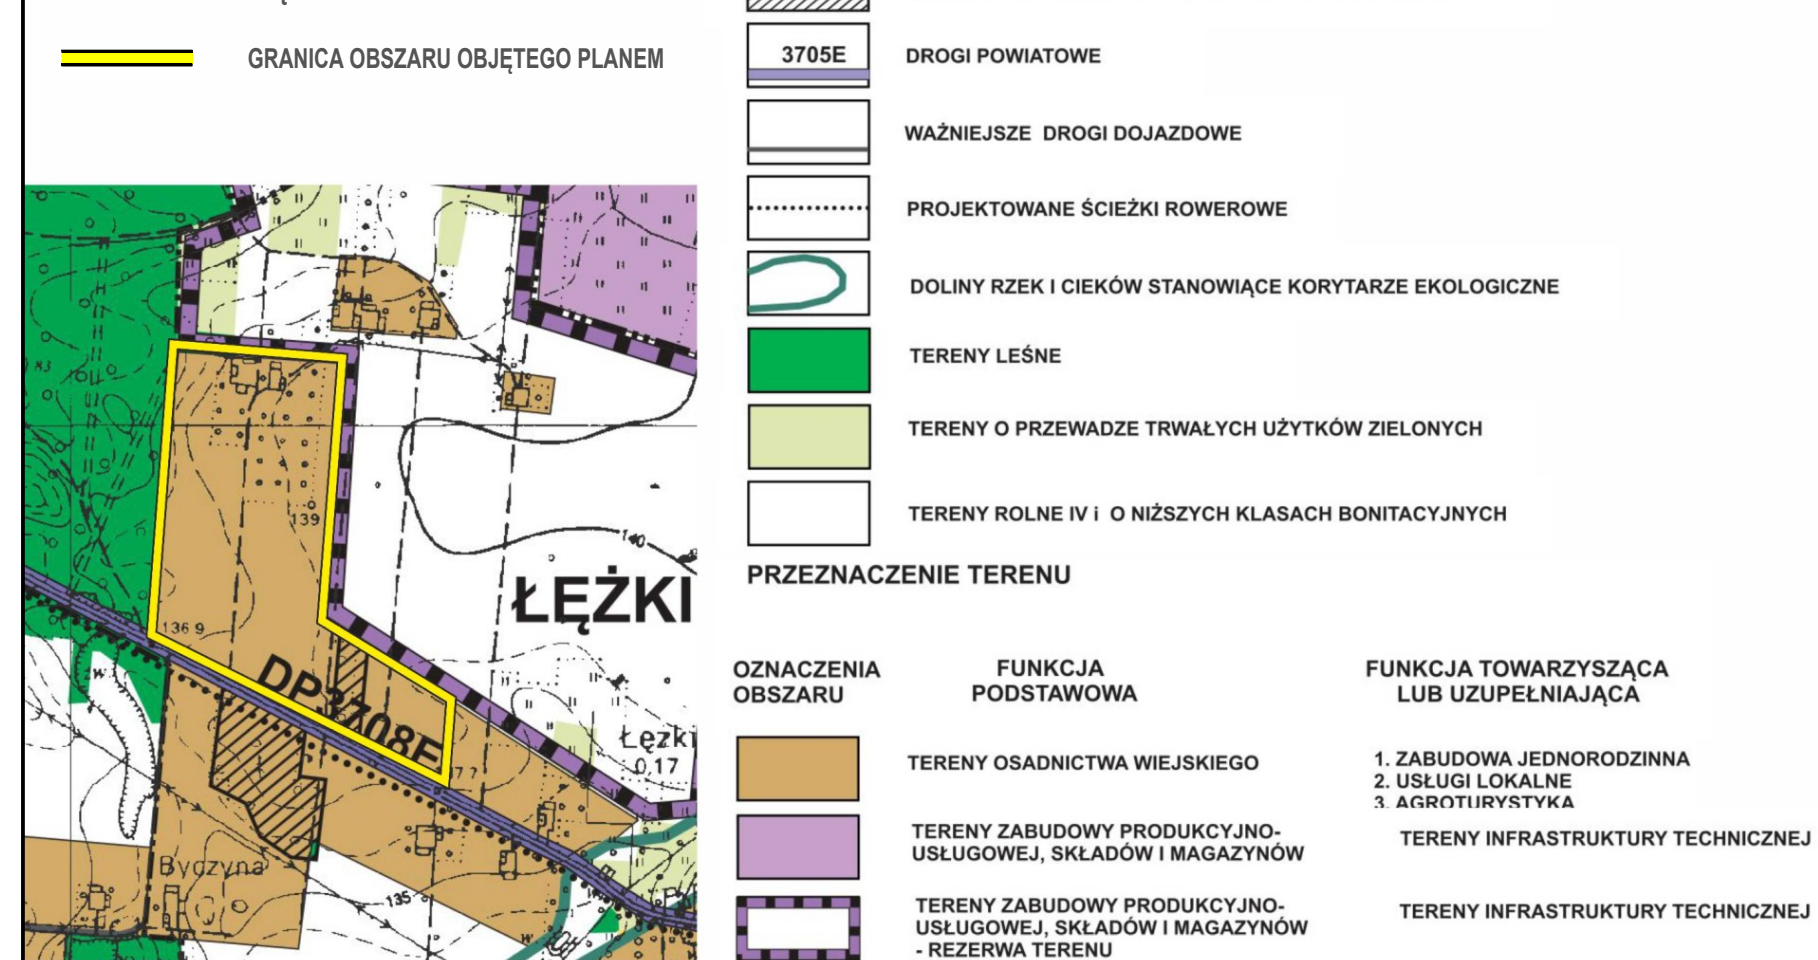 GRANICA OBSZARU OBJĘTEGO PLANEM
3705E
DROGI POWIATOWE
WAŻNIEJSZE DROGI DOJAZDOWE
PROJEKTOWANE ŚCIEŻKI ROWEROWE
DOLINY RZEK I CIEKÓW STANOWIĄCE KORYTARZE EKOLOGICZNE
TERENY LEŚNE
TERENY O PRZEWADZE TRWAŁYCH UŻYTKÓW ZIELONYCH
TERENY ROLNE IV i O NIŻSZYCH KLASACH BONITACYJNYCH
PRZEZNACZENIE TERENU
OZNACZENIA
OBSZARU
FUNKCJA
PODSTAWOWA
FUNKCJA TOWARZYSZĄCA
LUB UZUPEŁNIAJĄCA
TERENY OSADNICTWA WIEJSKIEGO
1. ZABUDOWA JEDNORODZINNA
2. USŁUGI LOKALNE
3. AGROTURYSTYKA
TERENY ZABUDOWY PRODUKCYJNO-
USŁUGOWEJ, SKŁADÓW I MAGAZYNÓW
TERENY INFRASTRUKTURY TECHNICZNEJ
TERENY ZABUDOWY PRODUKCYJNO-
USŁUGOWEJ, SKŁADÓW I MAGAZYNÓW
- REZERWA TERENU
TERENY INFRASTRUKTURY TECHNICZNEJ
139
140
ŁĘŻKI
136 9
DP3708E
Łęzki
0,17
Byczyna
135